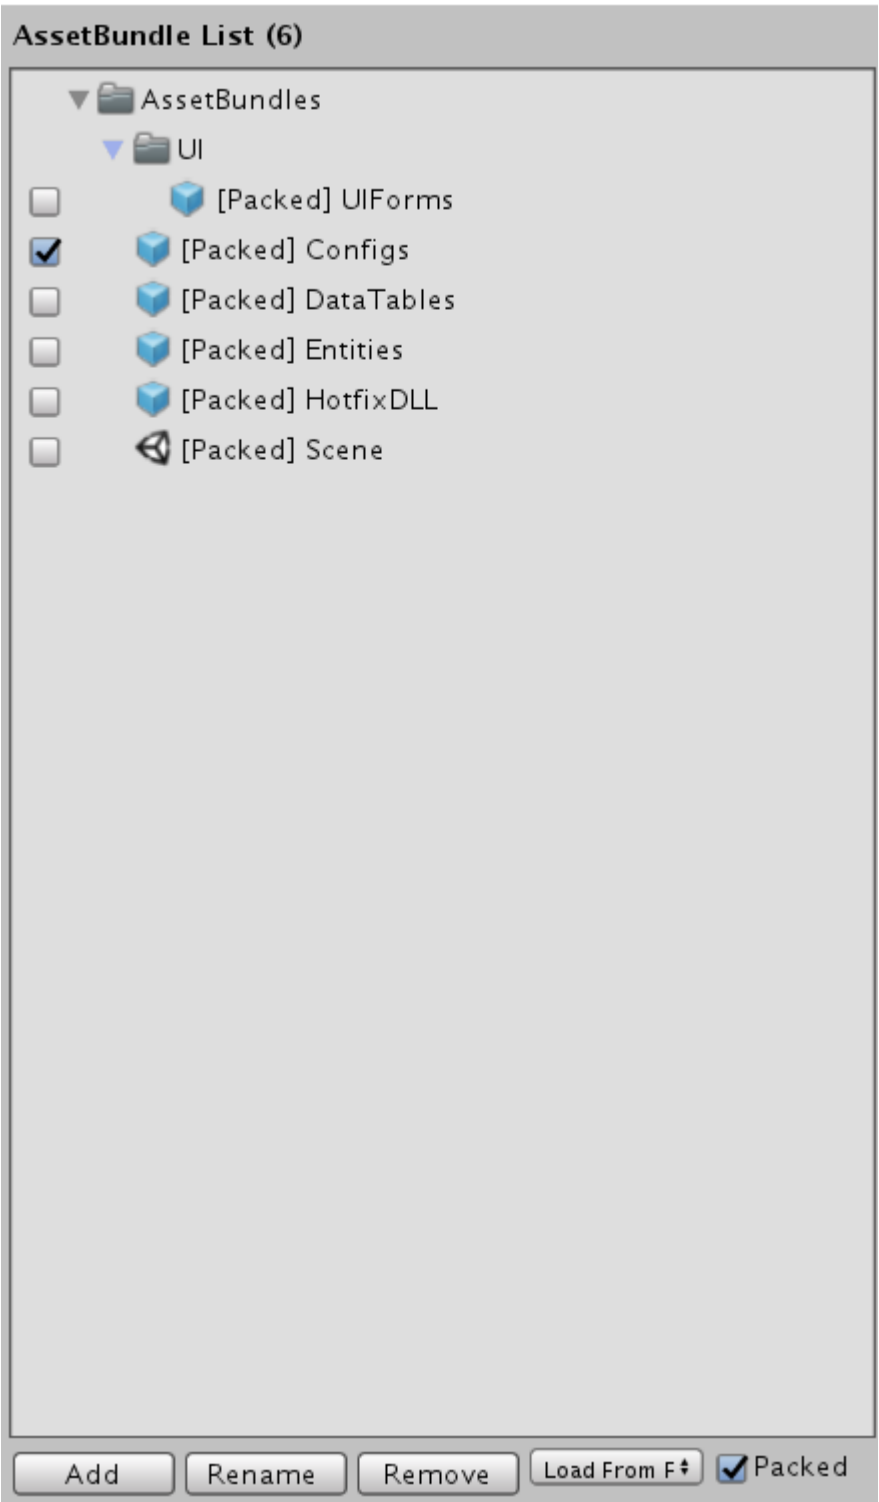 AssetBundle List (6)
AssetBundles
UI
[Packed] UIForms
[Packed] Configs
[Packed] DataTables
[Packed] Entities
[Packed] HotfixDLL
[Packed] Scene
Add Rename Remove Load From F Packed